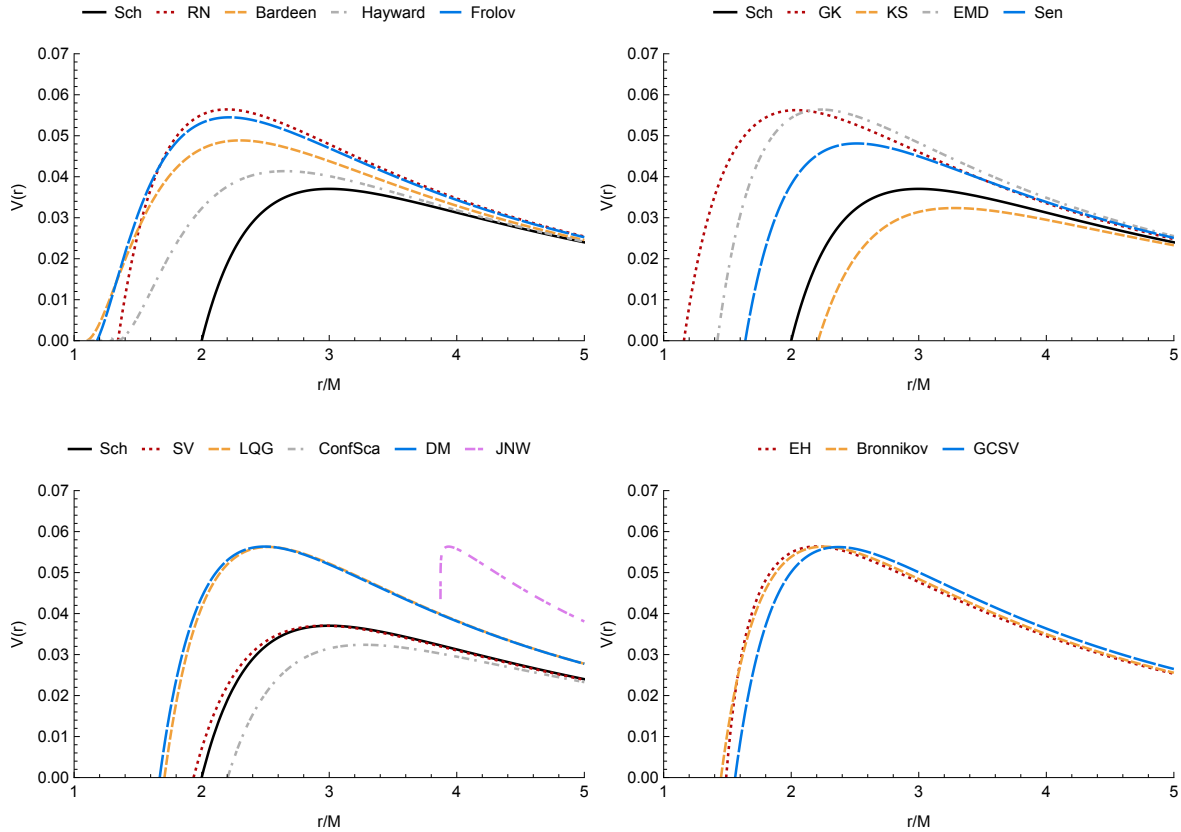 Sch RN Bardeen Hayward Frolov
V(r)
0.07
0.06
0.05
0.04
0.03
0.02
0.01
0.00
1 2 3 4 5
r/M
Sch GK KS EMD Sen
V(r)
0.07
0.06
0.05
0.04
0.03
0.02
0.01
0.00
1 2 3 4 5
r/M
Sch SV LQG ConfSca DM JNW
V(r)
0.07
0.06
0.05
0.04
0.03
0.02
0.01
0.00
1 2 3 4 5
r/M
EH Bronnikov GCSV
V(r)
0.07
0.06
0.05
0.04
0.03
0.02
0.01
0.00
1 2 3 4 5
r/M